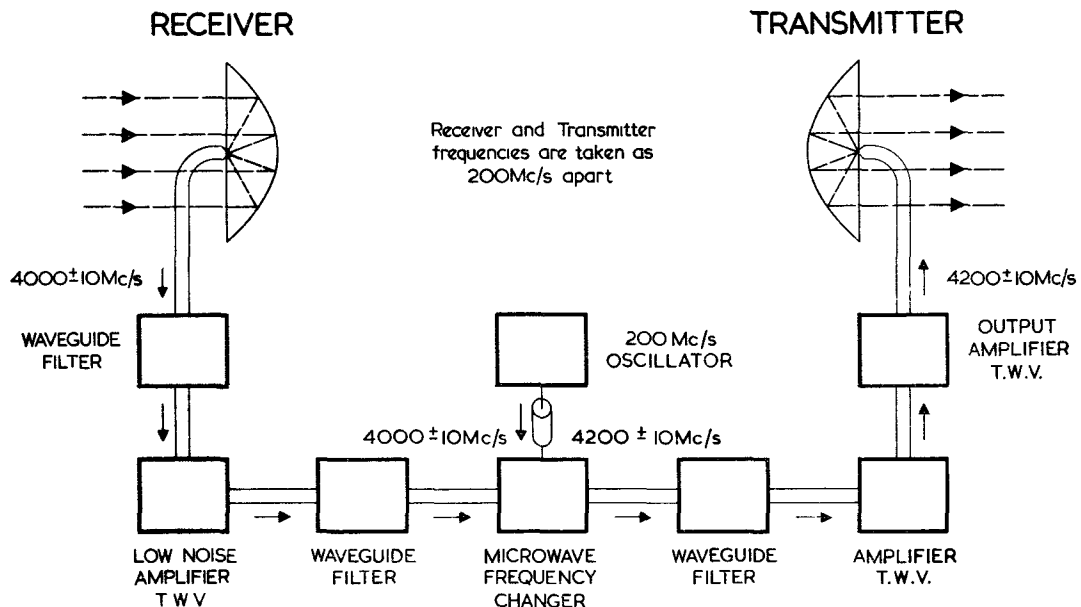 RECEIVER
TRANSMITTER
Receiver and Transmitter
frequencies are taken as
200Mc/s apart
4000±10Mc/s
4200±10Mc/s
WAVEGUIDE
FILTER
200 Mc/s
OSCILLATOR
OUTPUT
AMPLIFIER
T.W.V.
4000±10Mc/s
4200 ± 10Mc/s
LOW NOISE
AMPLIFIER
T W V
WAVEGUIDE
FILTER
MICROWAVE
FREQUENCY
CHANGER
WAVEGUIDE
FILTER
AMPLIFIER
T.W.V.